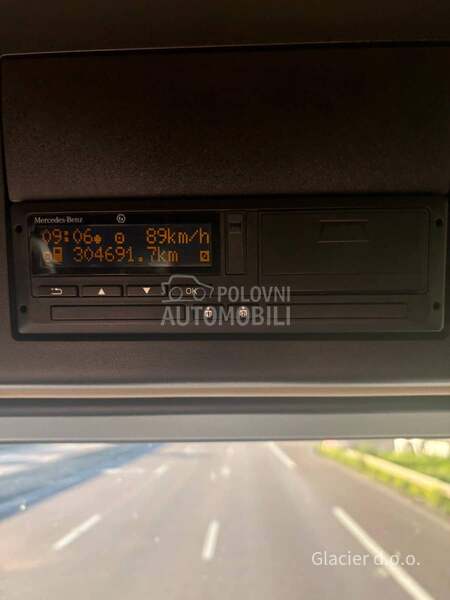 Mercedes-Benz
09:06 89km/h
304691.7km
OK
POLOVNI
AUTOMOBILI
Glacier d.o.o.